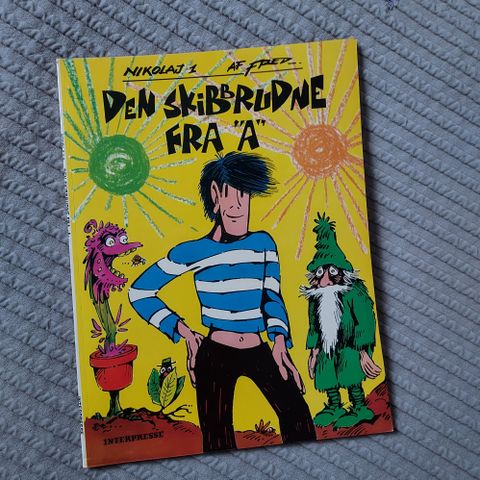 NIKOLAJ 1 AF FRED..
DEN SKIBBRUDNE
FRA "A"
INTERPRESSE